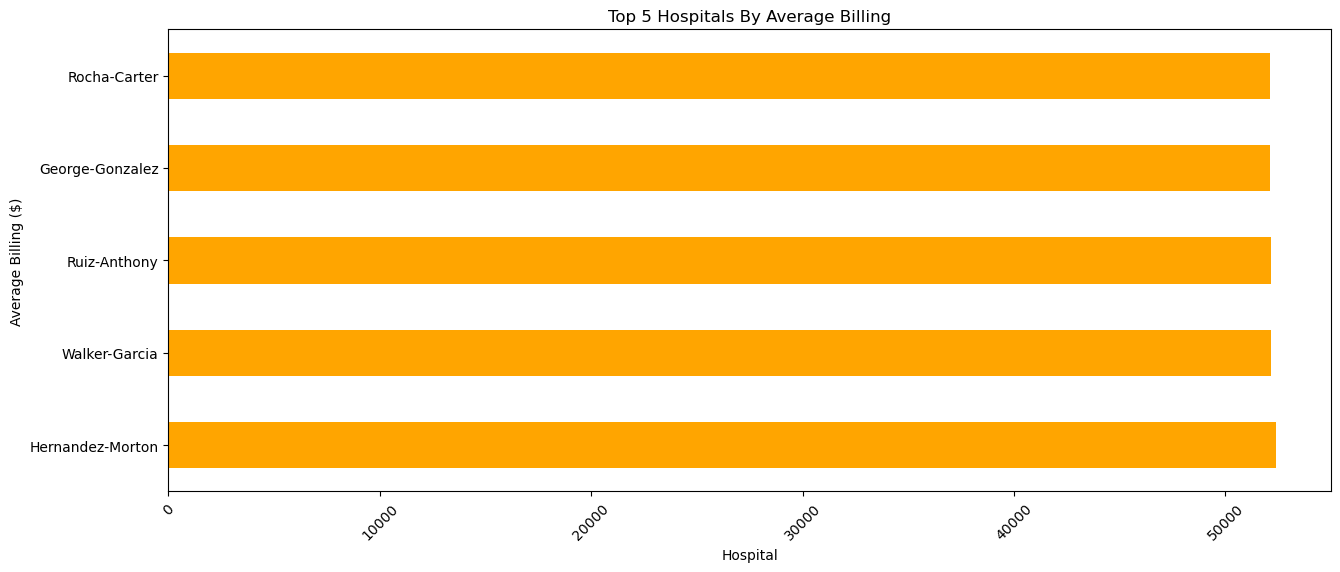 Top 5 Hospitals By Average Billing
Rocha-Carter
George-Gonzalez
Ruiz-Anthony
Walker-Garcia
Hernandez-Morton
Average Billing ($)
0
10000
20000
30000
40000
50000
Hospital